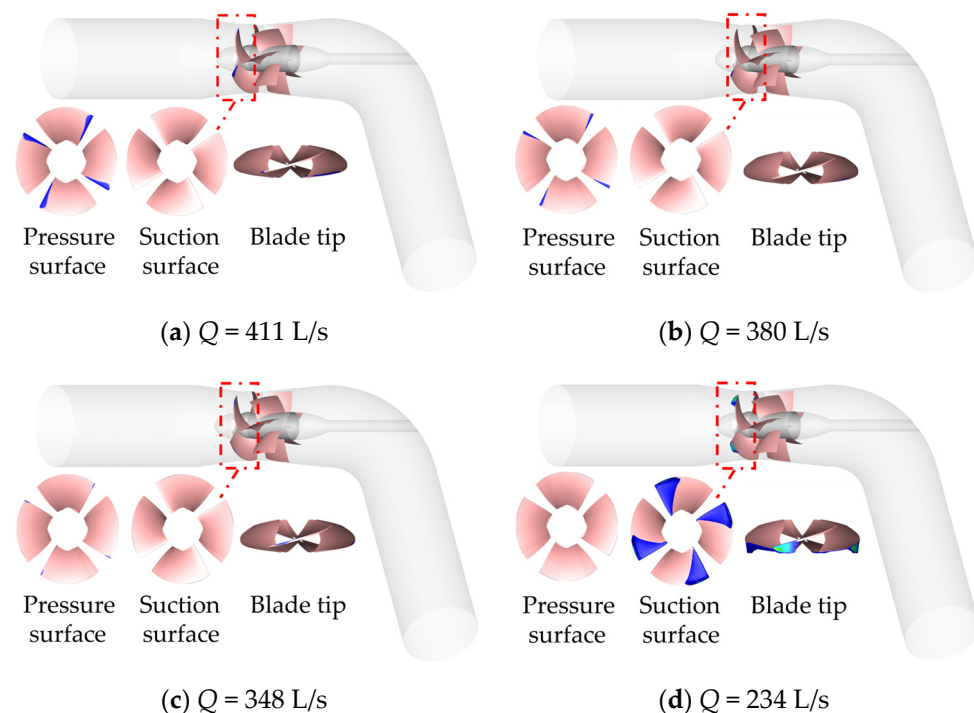 Pressure surface
Suction surface
Blade tip
Pressure surface
Suction surface
Blade tip
(a) Q = 411 L/s
(b) Q = 380 L/s
Pressure surface
Suction surface
Blade tip
Pressure surface
Suction surface
Blade tip
(c) Q = 348 L/s
(d) Q = 234 L/s